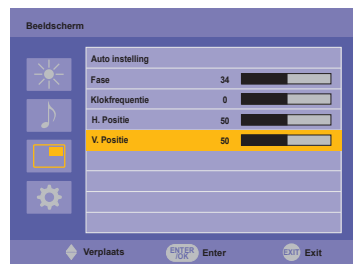 Beeldscherm
Auto instelling
Fase 34
Klokfrequentie 0
H. Positie 50
V. Positie 50
Verplaats ENTER /OK Enter EXIT Exit